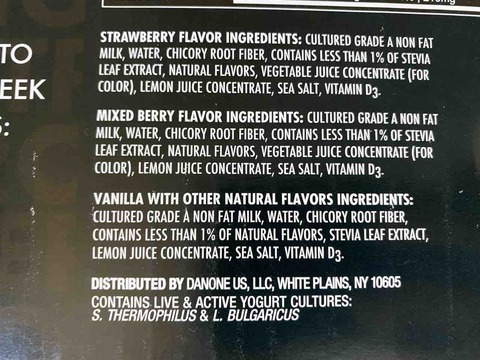 STRAWBERRY FLAVOR INGREDIENTS: CULTURED GRADE A NON FAT
MILK, WATER, CHICORY ROOT FIBER, CONTAINS LESS THAN 1% OF STEVIA
LEAF EXTRACT, NATURAL FLAVORS, VEGETABLE JUICE CONCENTRATE (FOR
COLOR), LEMON JUICE CONCENTRATE, SEA SALT, VITAMIN D3.
TO
EEK
S:
MIXED BERRY FLAVOR INGREDIENTS: CULTURED GRADE A NON FAT
MILK, WATER, CHICORY ROOT FIBER, CONTAINS LESS THAN 1% OF STEVIA
LEAF EXTRACT, NATURAL FLAVORS, VEGETABLE JUICE CONCENTRATE (FOR
COLOR), LEMON JUICE CONCENTRATE, SEA SALT, VITAMIN D3.
VANILLA WITH OTHER NATURAL FLAVORS INGREDIENTS:
CULTURED GRADE A NON FAT MILK, WATER, CHICORY ROOT FIBER,
CONTAINS LESS THAN 1% OF NATURAL FLAVORS, STEVIA LEAF EXTRACT,
LEMON JUICE CONCENTRATE, SEA SALT, VITAMIN D3.
DISTRIBUTED BY DANONE US, LLC, WHITE PLAINS, NY 10605
CONTAINS LIVE & ACTIVE YOGURT CULTURES:
S. THERMOPHILUS & L. BULGARICUS